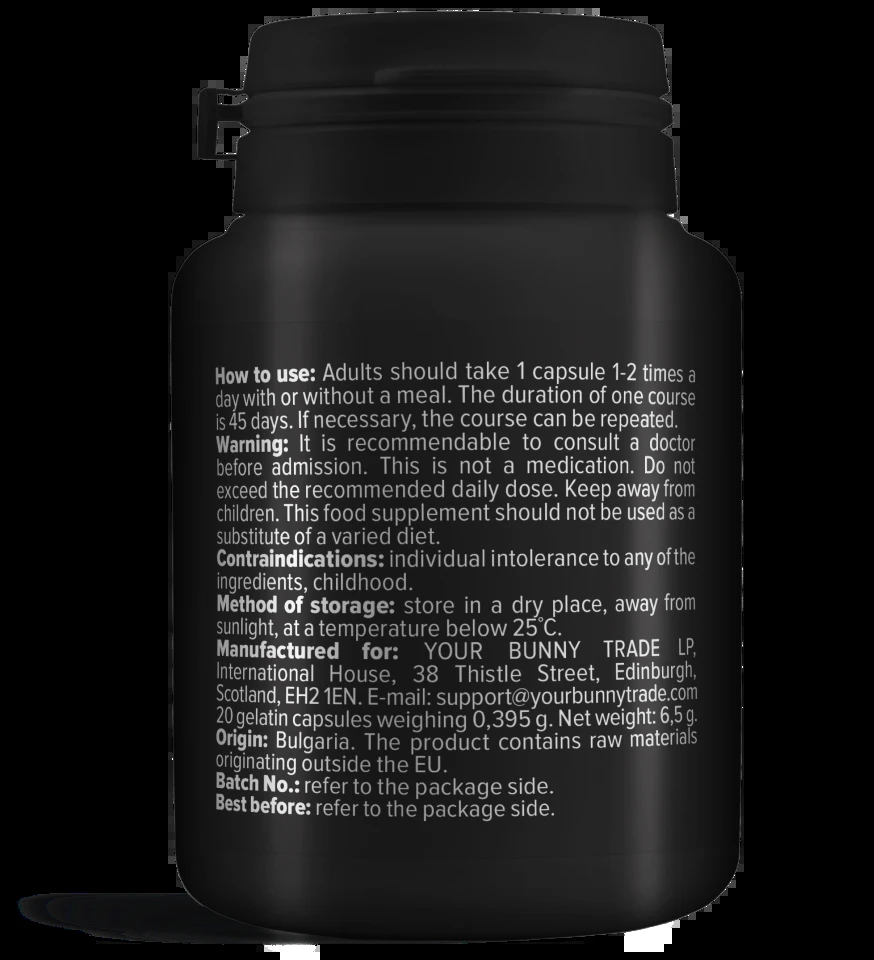 How to use: Adults should take 1 capsule 1-2 times a
day with or without a meal. The duration of one course
is 45 days. If necessary, the course can be repeated.
Warning: It is recommendable to consult a doctor
before admission. This is not a medication. Do not
exceed the recommended daily dose. Keep away from
children. This food supplement should not be used as a
substitute of a varied diet.
Contraindications: individual intolerance to any of the
ingredients, childhood.
Method of storage: store in a dry place, away from
sunlight, at a temperature below 25°C.
Manufactured for: YOUR BUNNY TRADE LP,
International House, 38 Thistle Street, Edinburgh,
Scotland, EH2 1EN. E-mail: support@yourbunnytrade.com
20 gelatin capsules weighing 0,395 g. Net weight: 6,5 g.
Origin: Bulgaria. The product contains raw materials
originating outside the EU.
Batch No.: refer to the package side.
Best before: refer to the package side.